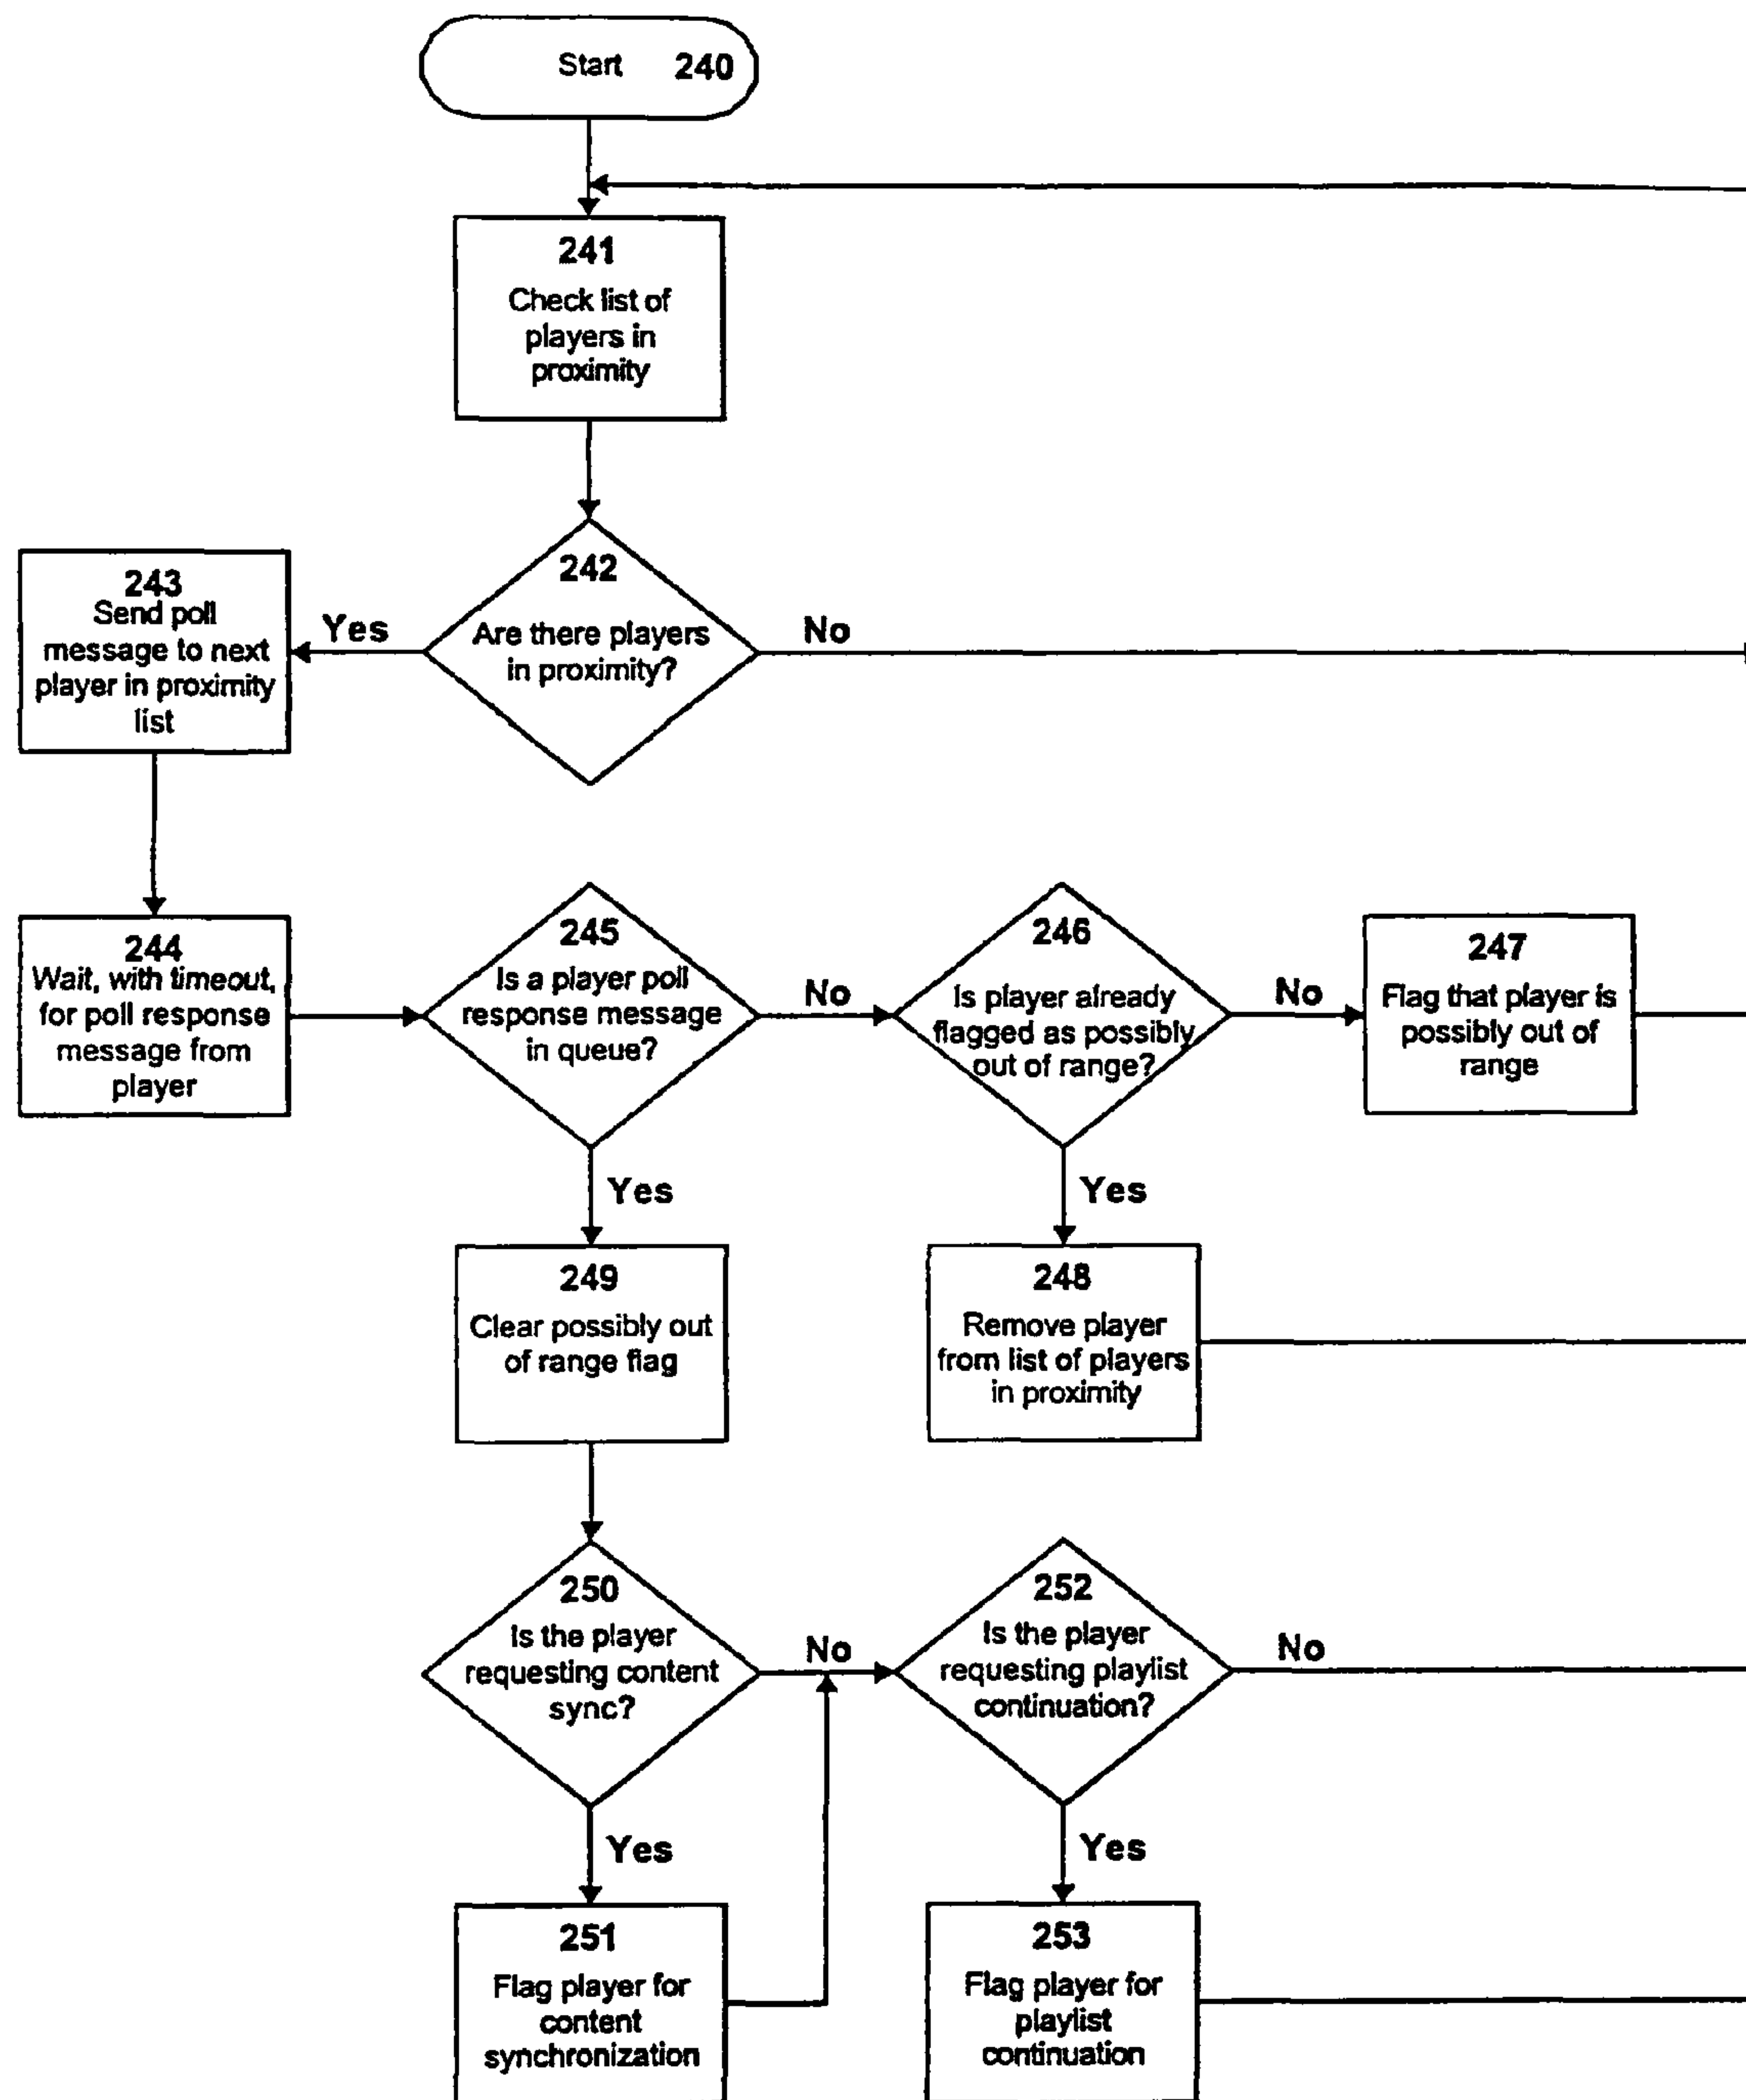 Start 240
241
Check list of
players in
proximity
242
Are there players
in proximity?
Yes
No
243
Send poll
message to next
player in proximity
list
244
Wait, with timeout,
for poll response
message from
player
245
Is a player poll
response message
in queue?
No
Yes
246
Is player already
flagged as possibly
out of range?
No
Yes
247
Flag that player is
possibly out of
range
249
Clear possibly out
of range flag
248
Remove player
from list of players
in proximity
250
Is the player
requesting content
sync?
No
Yes
252
Is the player
requesting playlist
continuation?
No
Yes
251
Flag player for
content
synchronization
253
Flag player for
playlist
continuation